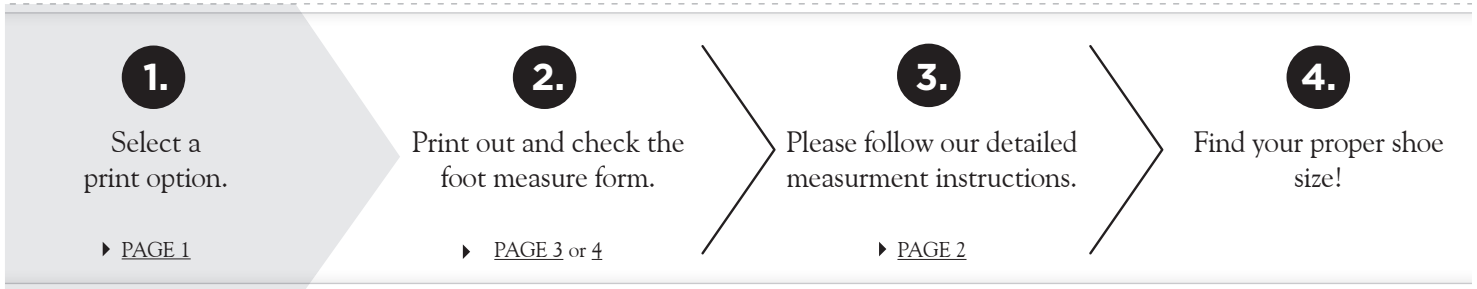 1.
Select a
print option.
PAGE 1
2.
Print out and check the
foot measure form.
PAGE 3 or 4
3.
Please follow our detailed
measurment instructions.
PAGE 2
4.
Find your proper shoe
size!